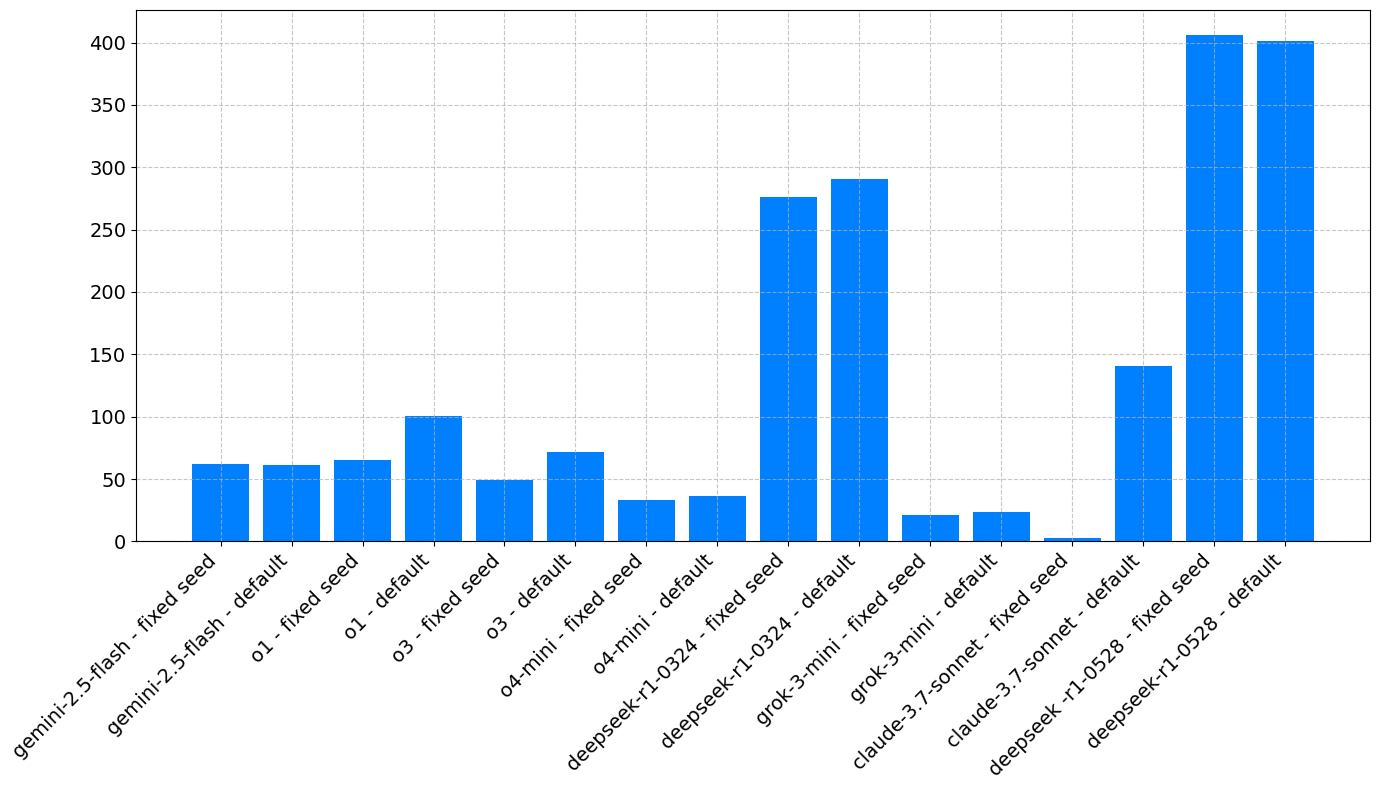 400
350
300
250
200
150
100
50
0
gemini-2.5-flash - fixed seed
gemini-2.5-flash - default
o1 - fixed seed
o1 - default
o3 - fixed seed
o3 - default
o4-mini - fixed seed
o4-mini - default
deepseek-r1-0324 - fixed seed
deepseek-r1-0324 - default
grok-3-mini - fixed seed
grok-3-mini - default
claude-3.7-sonnet - fixed seed
claude-3.7-sonnet - default
deepseek -r1-0528 - fixed seed
deepseek-r1-0528 - default